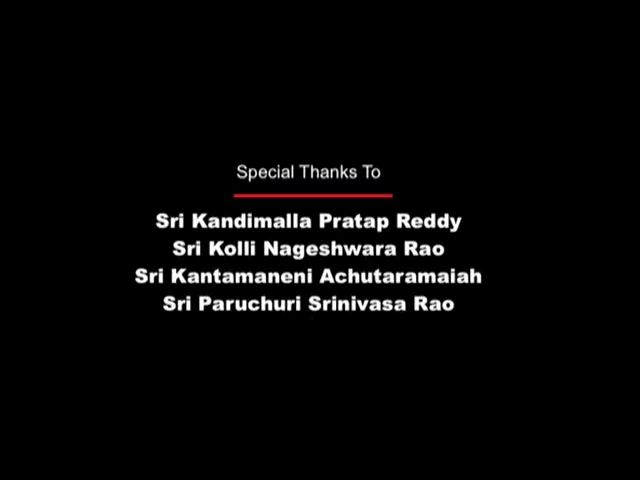 Special Thanks To
Sri Kandimalla Pratap Reddy
Sri Kolli Nageshwara Rao
Sri Kantamaneni Achutaramaiah
Sri Paruchuri Srinivasa Rao